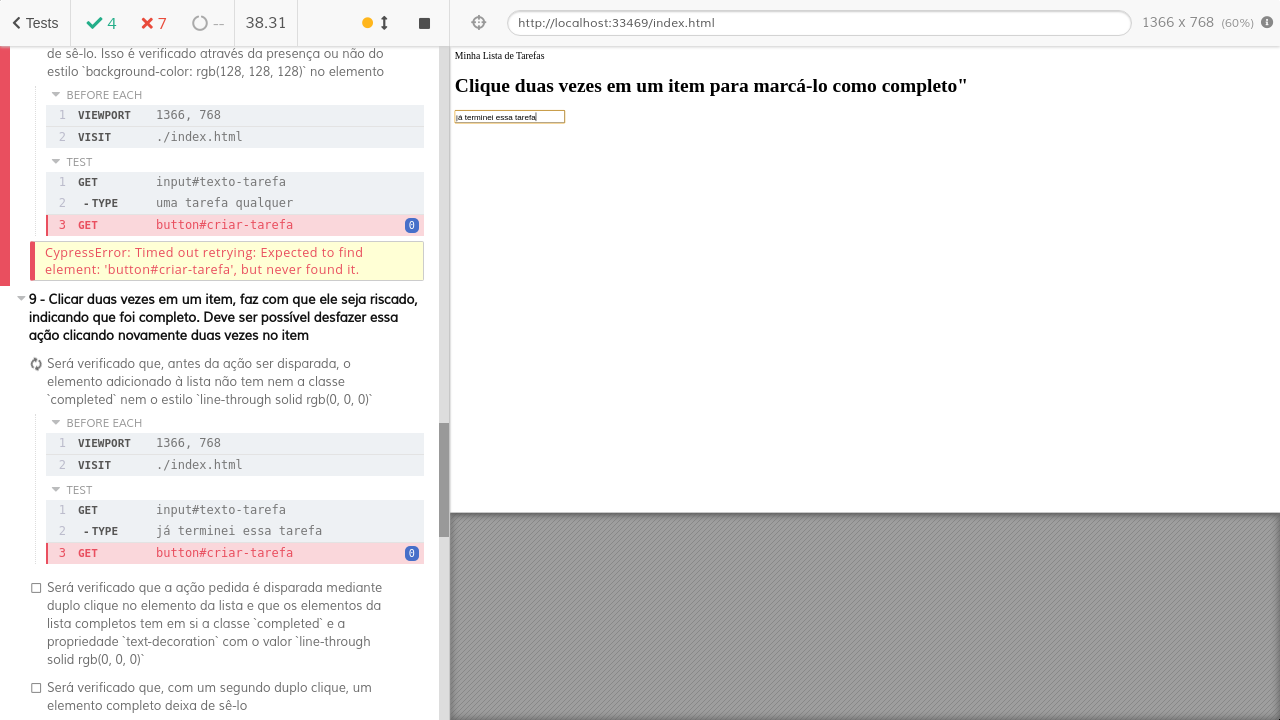 Tests 4 7 -- 38.31
de sê-lo. Isso é verificado através da presença ou não do
estilo `background-color: rgb(128, 128, 128)` no elemento
BEFORE EACH
1 VIEWPORT 1366, 768
2 VISIT ./index.html
TEST
1 GET input#texto-tarefa
2 -TYPE uma tarefa qualquer
3 GET button#criar-tarefa 0
CypressError: Timed out retrying: Expected to find
element: 'button#criar-tarefa', but never found it.
9 - Clicar duas vezes em um item, faz com que ele seja riscado,
indicando que foi completo. Deve ser possível desfazer essa
ação clicando novamente duas vezes no item
Será verificado que, antes da ação ser disparada, o
elemento adicionado à lista não tem nem a classe
`completed` nem o estilo `line-through solid rgb(0, 0, 0)`
BEFORE EACH
1 VIEWPORT 1366, 768
2 VISIT ./index.html
TEST
1 GET input#texto-tarefa
2 -TYPE já terminei essa tarefa
3 GET button#criar-tarefa 0
Será verificado que a ação pedida é disparada mediante
duplo clique no elemento da lista e que os elementos da
lista completos tem em si a classe `completed` e a
propriedade `text-decoration` com o valor `line-through
solid rgb(0, 0, 0)`
Será verificado que, com um segundo duplo clique, um
elemento completo deixa de sê-lo
http://localhost:33469/index.html 1366 x 768 (60%)
Minha Lista de Tarefas
Clique duas vezes em um item para marcá-lo como completo"
já terminei essa tarefa